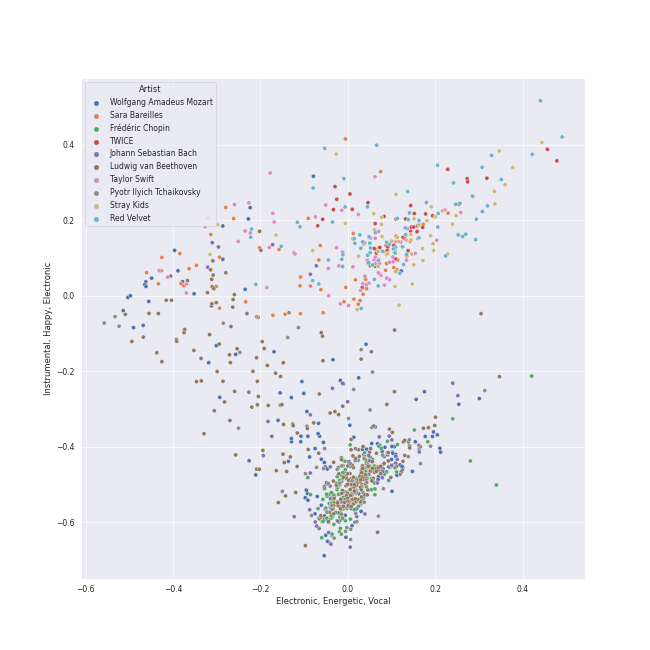 Artist
Wolfgang Amadeus Mozart
Sara Bareilles
Frédéric Chopin
TWICE
Johann Sebastian Bach
Ludwig van Beethoven
Taylor Swift
Pyotr Ilyich Tchaikovsky
Stray Kids
Red Velvet
0.4
0.2
0.0
−0.2
−0.4
−0.6
Instrumental, Happy, Electronic
−0.6 −0.4 −0.2 0.0 0.2 0.4
Electronic, Energetic, Vocal